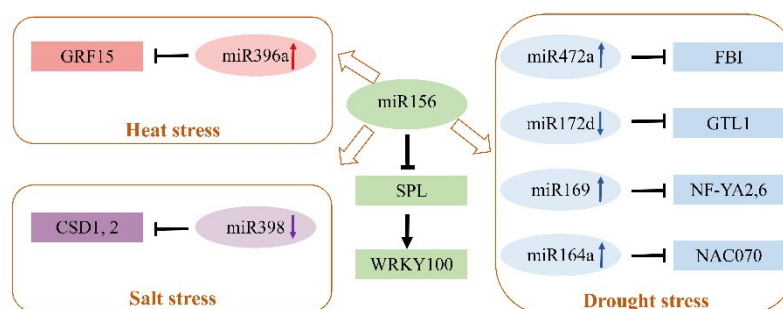 GRF15
miR396a
Heat stress
miR156
SPL
WRKY100
CSD1, 2
miR398
Salt stress
miR472a
FBI
miR172d
GTL1
miR169
NF-YA2,6
miR164a
NAC070
Drought stress